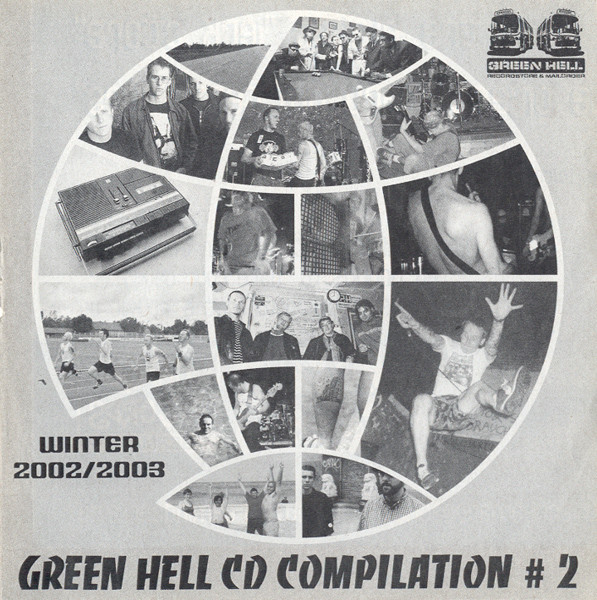 GREEN HELL
RECORDSTORE & MAILORDER
WINTER
2002/2003
GREEN HELL CD COMPILATION # 2